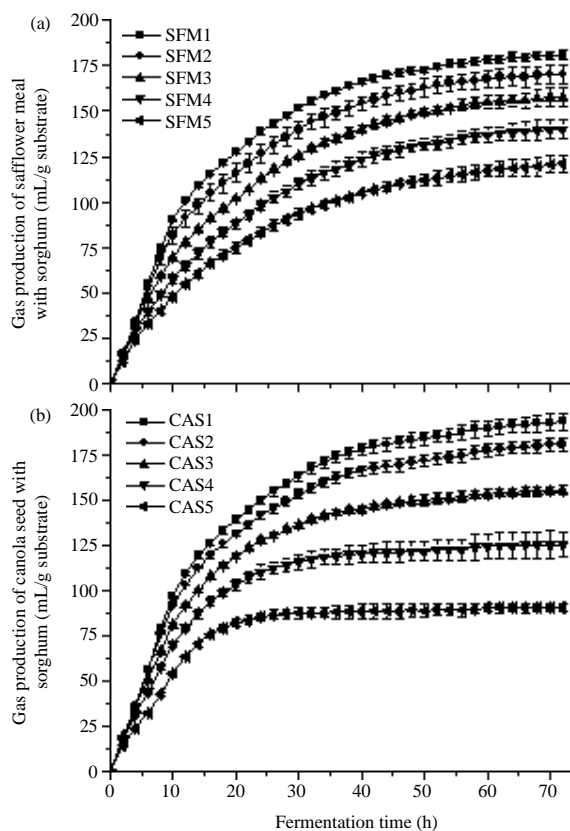 (a)
SFM1
SFM2
SFM3
SFM4
SFM5
Gas production of safflower meal
with sorghum (mL/g substrate)
200
175
150
125
100
75
50
25
0
(b)
CAS1
CAS2
CAS3
CAS4
CAS5
Gas production of canola seed with
sorghum (mL/g substrate)
200
175
150
125
100
75
50
25
0
0 10 20 30 40 50 60 70
Fermentation time (h)